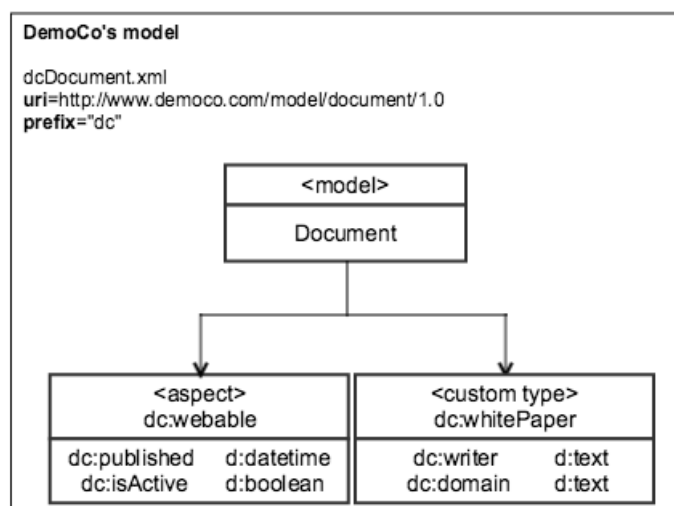 DemoCo's model
dcDocument.xml
uri=http://www.democo.com/model/document/1.0
prefix="dc"
<model>
Document
<aspect>
dc:webable
dc:published d:datetime
dc:isActive d:boolean
<custom type>
dc:whitePaper
dc:writer d:text
dc:domain d:text